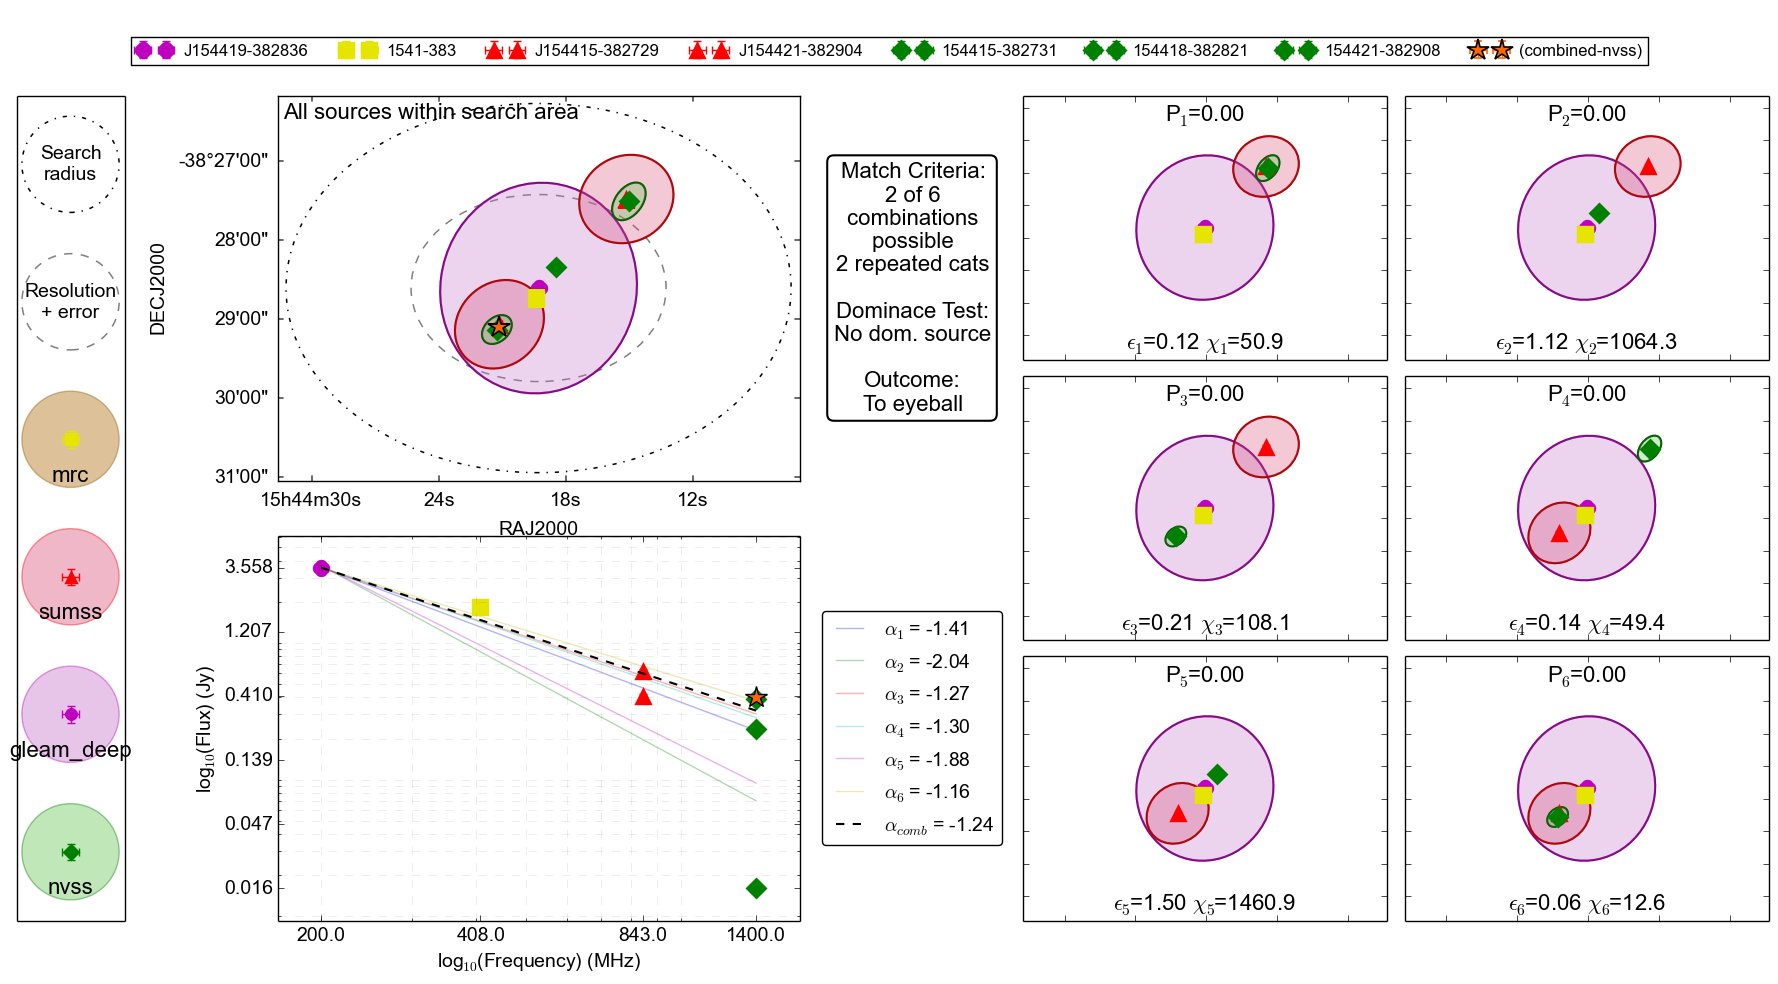 J154419-382836 1541-383 J154415-382729 J154421-382904 154415-382731 154418-382821 154421-382908 (combined-nvss)
Search
radius
Resolution
+ error
mrc
sumss
gleam_deep
nvss
All sources within search area
DECJ2000
-38°27'00"
28'00"
29'00"
30'00"
31'00"
15h44m30s 24s 18s 12s
RAJ2000
Match Criteria:
2 of 6
combinations
possible
2 repeated cats
Dominace Test:
No dom. source
Outcome:
To eyeball
log10(Flux) (Jy)
3.558
1.207
0.410
0.139
0.047
0.016
200.0 408.0 843.0 1400.0
log10(Frequency) (MHz)
α1 = -1.41
α2 = -2.04
α3 = -1.27
α4 = -1.30
α5 = -1.88
α6 = -1.16
αcomb = -1.24
P1=0.00
ϵ1=0.12 χ1=50.9
P2=0.00
ϵ2=1.12 χ2=1064.3
P3=0.00
ϵ3=0.21 χ3=108.1
P4=0.00
ϵ4=0.14 χ4=49.4
P5=0.00
ϵ5=1.50 χ5=1460.9
P6=0.00
ϵ6=0.06 χ6=12.6